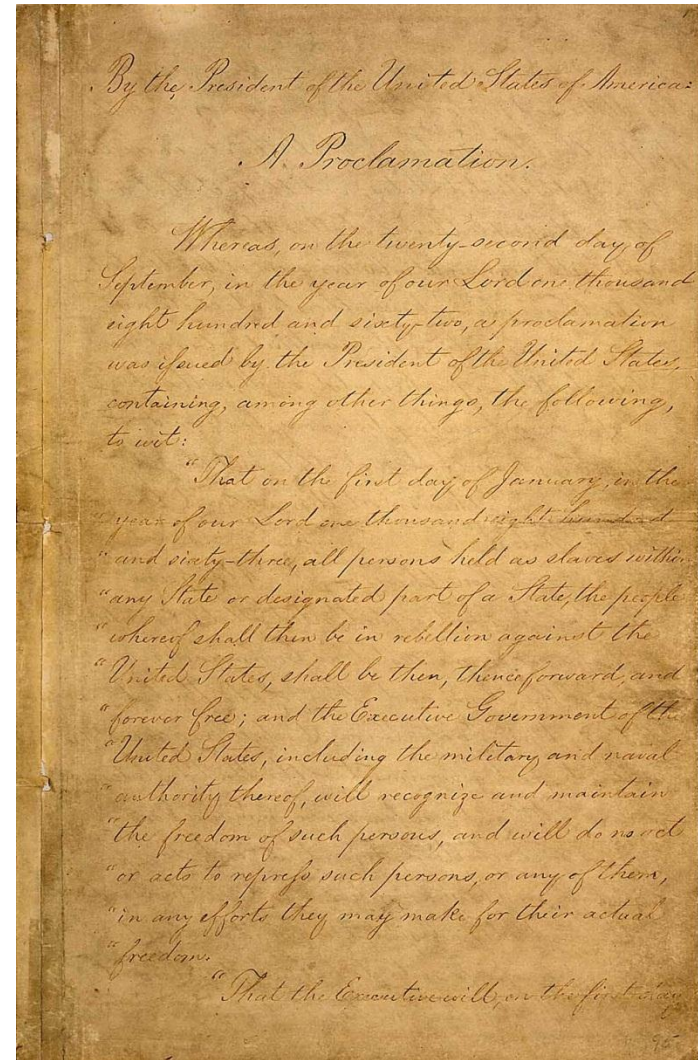 By the President of the United States of America:
A Proclamation.
Whereas, on the twenty-second day of
September, in the year of our Lord one thousand
eight hundred and sixty-two, a proclamation
was issued by the President of the United States,
containing, among other things, the following,
to wit:
"That on the first day of January, in the
"year of our Lord one thousand eight hundred
"and sixty-three, all persons held as slaves within
"any State or designated part of a State, the people
"whereof shall then be in rebellion against the
"United States, shall be then, thenceforward, and
"forever free; and the Executive Government of the
"United States, including the military and naval
"authority thereof, will recognize and maintain
"the freedom of such persons, and will do no act
"or acts to repress such persons, or any of them,
"in any efforts they may make for their actual
"freedom.
"That the Executive will, on the first day
95